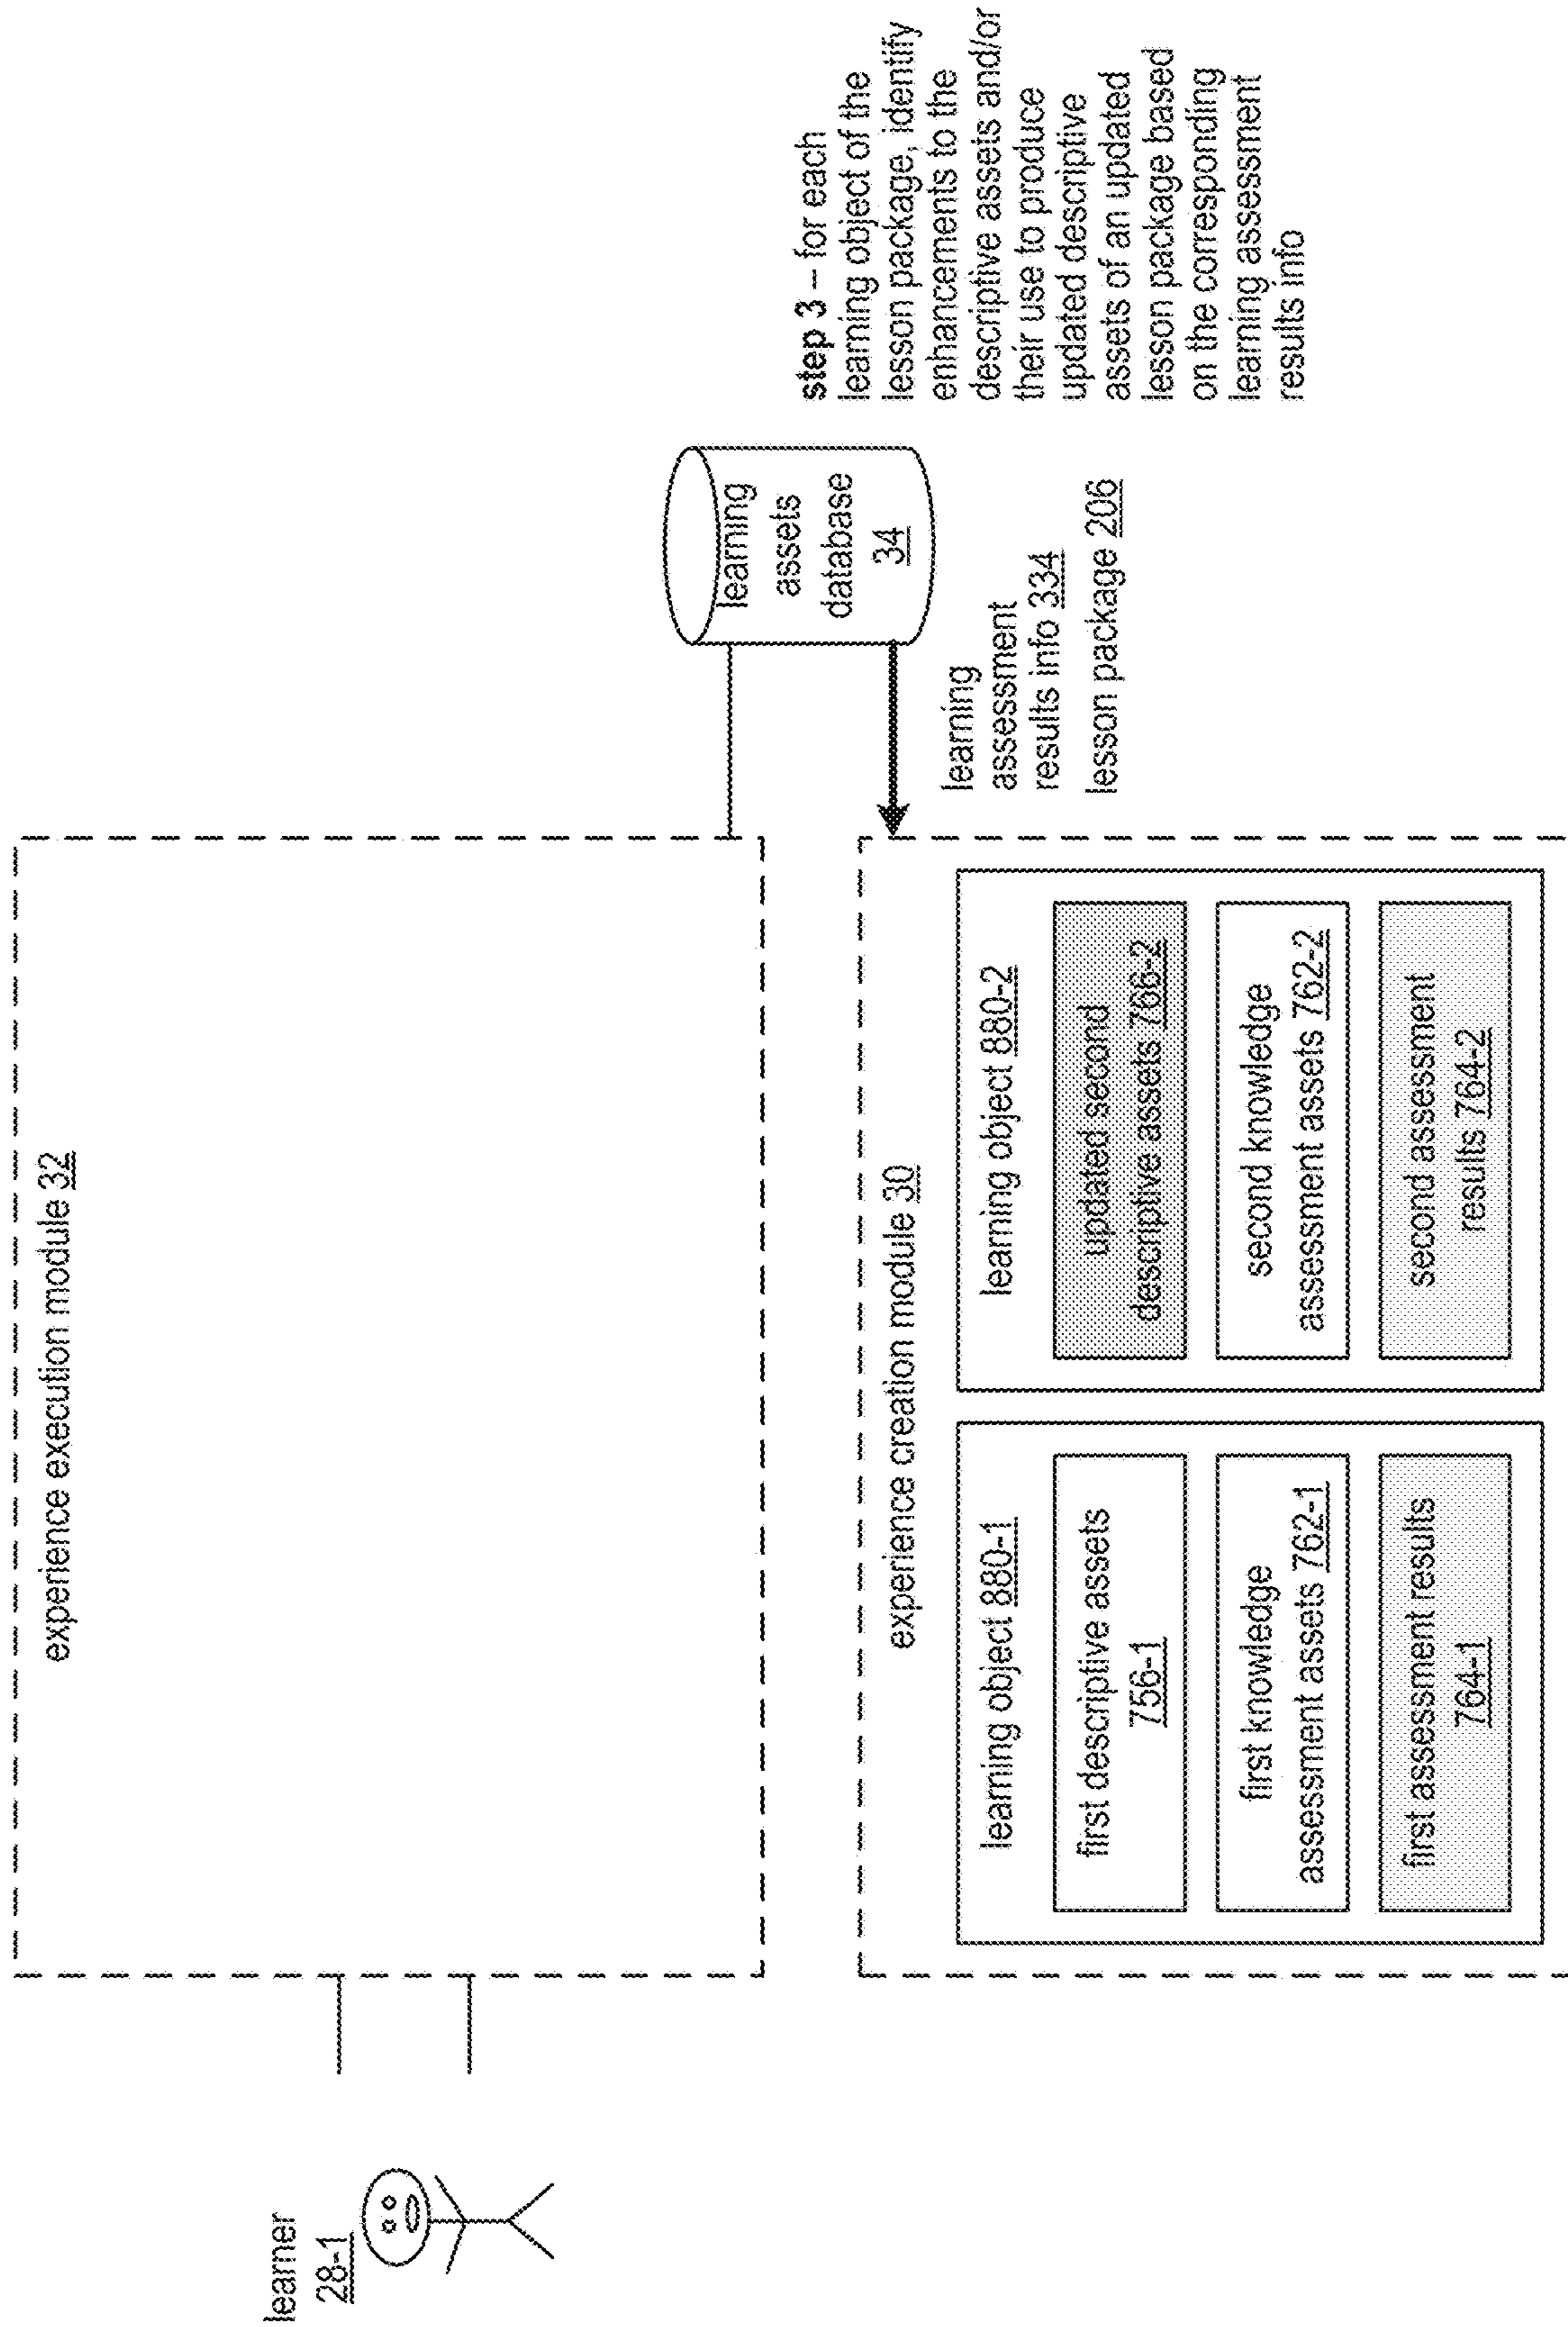 experience execution module 32
learner
28-1
learning
assets
database
34
step 3 – for each
learning object of the
lesson package, identify
enhancements to the
descriptive assets and/or
their use to produce
updated descriptive
assets of an updated
lesson package based
on the corresponding
learning assessment
results info
learning
assessment
results info 334
lesson package 206
experience creation module 30
learning object 880-1
first descriptive assets
756-1
first knowledge
assessment assets 762-1
first assessment results
764-1
learning object 880-2
updated second
descriptive assets 766-2
second knowledge
assessment assets 762-2
second assessment
results 764-2